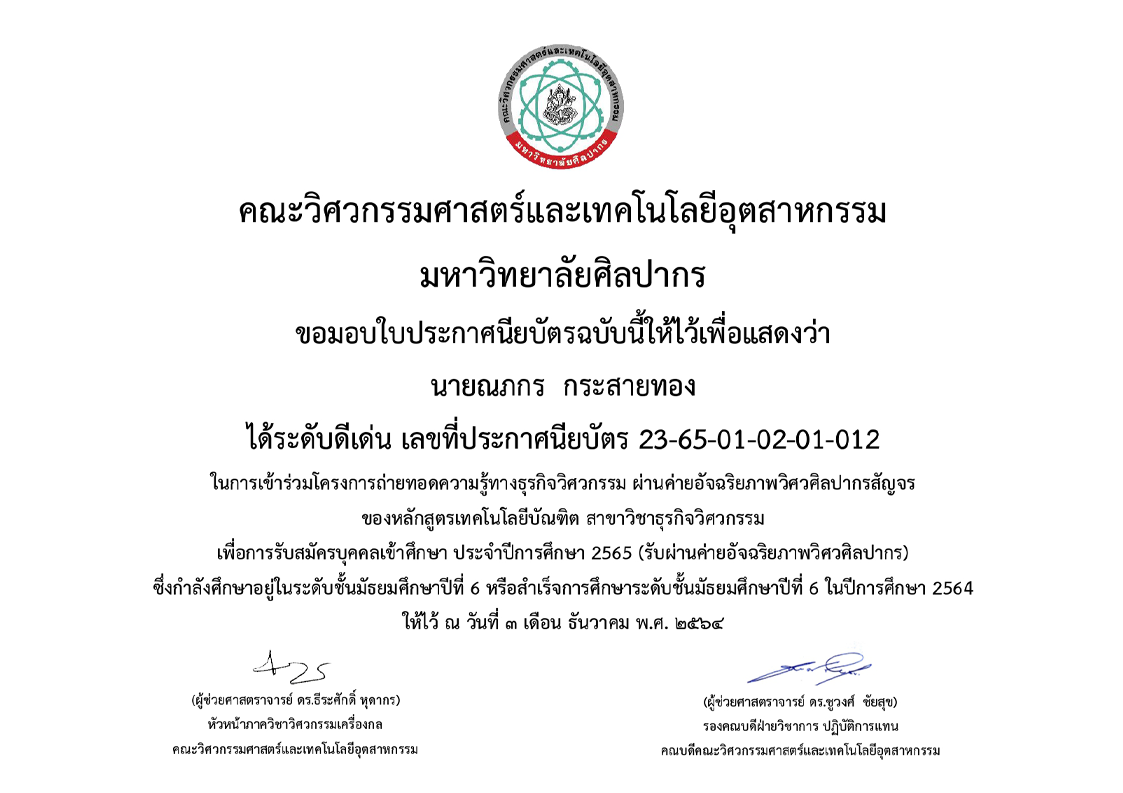 คณะวิศวกรรมศาสตร์และเทคโนโลยีอุตสาหกรรม
มหาวิทยาลัยศิลปากร
คณะวิศวกรรมศาสตร์และเทคโนโลยีอุตสาหกรรม
มหาวิทยาลัยศิลปากร
ขอมอบใบประกาศนียบัตรฉบับนี้ให้ไว้เพื่อแสดงว่า
นายณภกร กระสายทอง
ได้ระดับดีเด่น เลขที่ประกาศนียบัตร 23-65-01-02-01-012
ในการเข้าร่วมโครงการถ่ายทอดความรู้ทางธุรกิจวิศวกรรม ผ่านค่ายอัจฉริยภาพวิศวศิลปากรสัญจร
ของหลักสูตรเทคโนโลยีบัณฑิต สาขาวิชาธุรกิจวิศวกรรม
เพื่อการรับสมัครบุคคลเข้าศึกษา ประจำปีการศึกษา 2565 (รับผ่านค่ายอัจฉริยภาพวิศวศิลปากร)
ซึ่งกำลังศึกษาอยู่ในระดับชั้นมัธยมศึกษาปีที่ 6 หรือสำเร็จการศึกษาระดับชั้นมัธยมศึกษาปีที่ 6 ในปีการศึกษา 2564
ให้ไว้ ณ วันที่ ๓ เดือน ธันวาคม พ.ศ. ๒๕๖๔
(ผู้ช่วยศาสตราจารย์ ดร.ธีระศักดิ์ หุดากร)
หัวหน้าภาควิชาวิศวกรรมเครื่องกล
คณะวิศวกรรมศาสตร์และเทคโนโลยีอุตสาหกรรม
(ผู้ช่วยศาสตราจารย์ ดร.ชูวงศ์ ชัยสุข)
รองคณบดีฝ่ายวิชาการ ปฏิบัติการแทน
คณบดีคณะวิศวกรรมศาสตร์และเทคโนโลยีอุตสาหกรรม